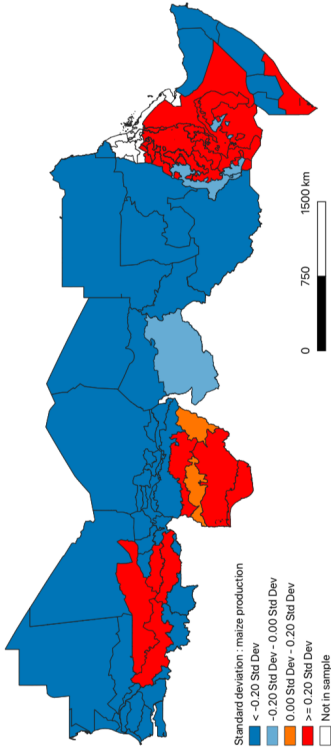 Standard deviation : maize production
< -0.20 Std Dev
-0.20 Std Dev - 0.00 Std Dev
0.00 Std Dev - 0.20 Std Dev
>= 0.20 Std Dev
Not in sample
0 750 1500 km